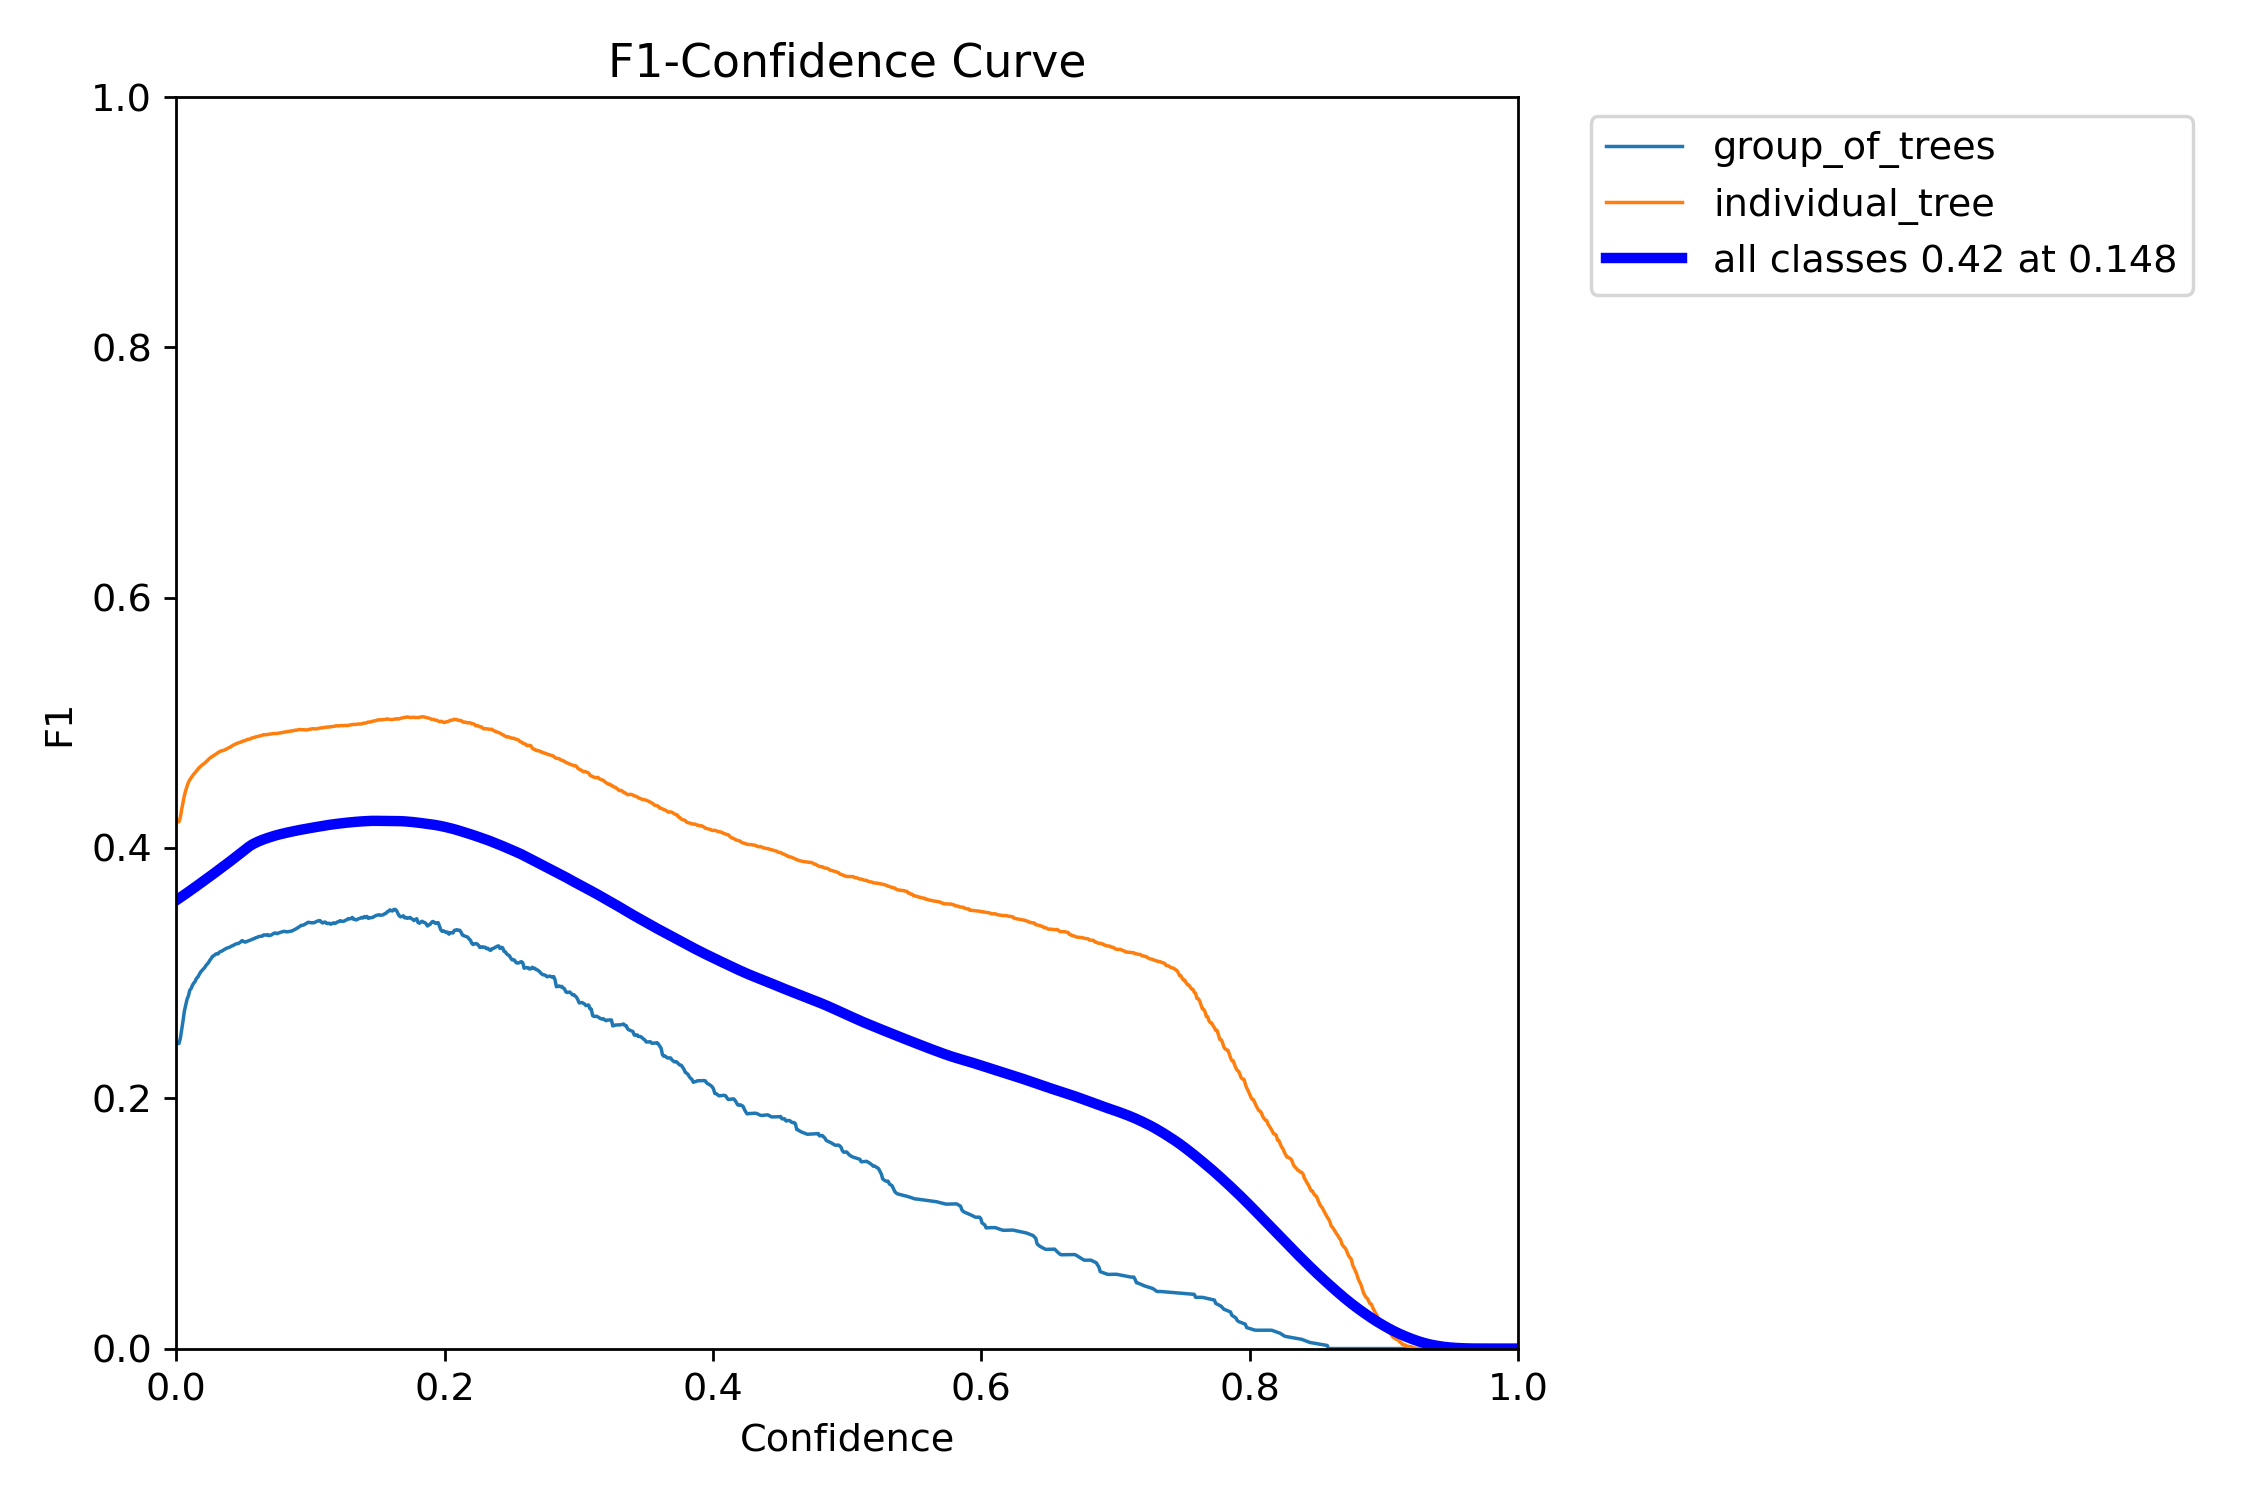 F1-Confidence Curve
1.0
0.8
0.6
0.4
0.2
0.0
F1
0.0 0.2 0.4 0.6 0.8 1.0
Confidence
group_of_trees
individual_tree
all classes 0.42 at 0.148